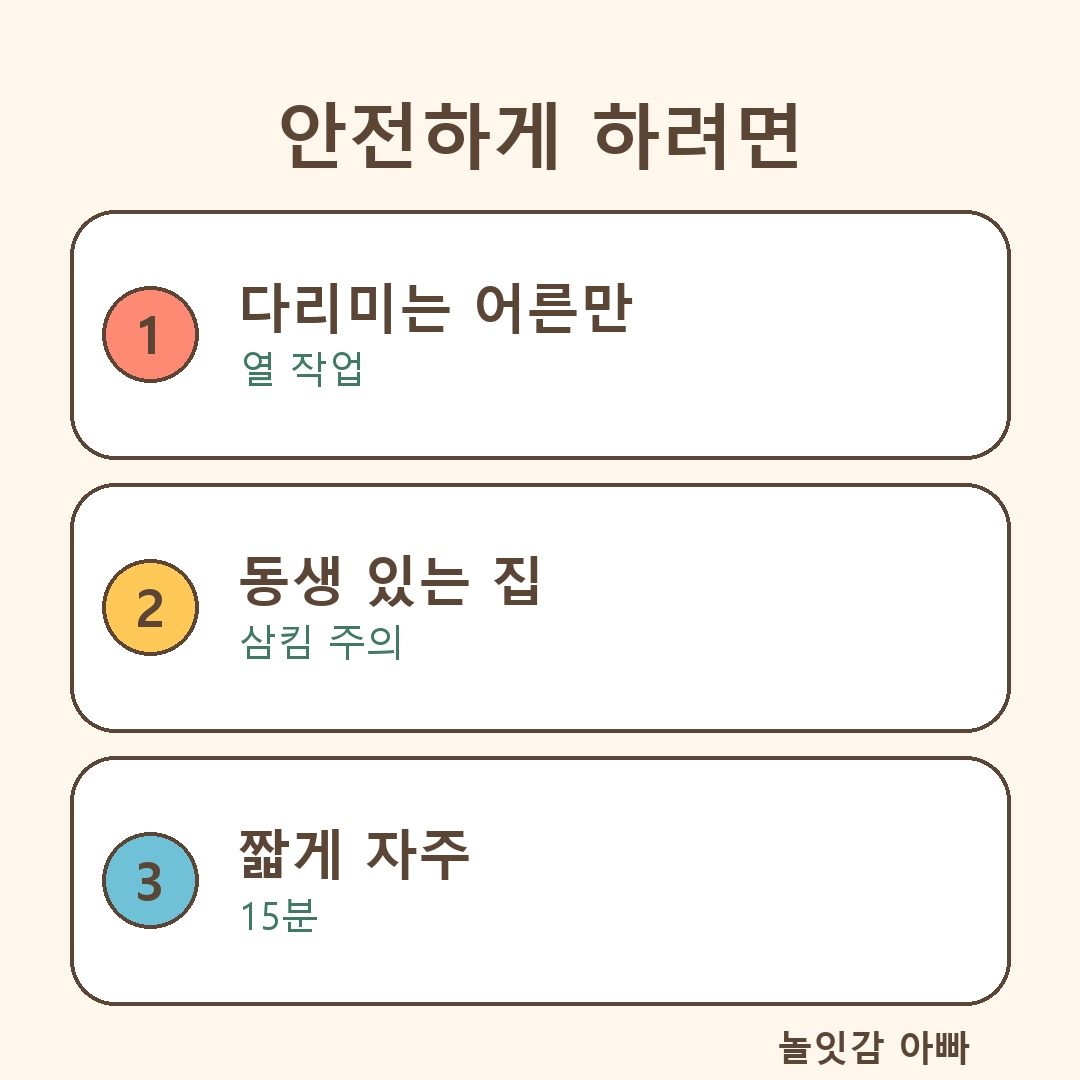 안전하게 하려면
1
다리미는 어른만
열 작업
2
동생 있는 집
삼킴 주의
3
짧게 자주
15분
놀잇감 아빠